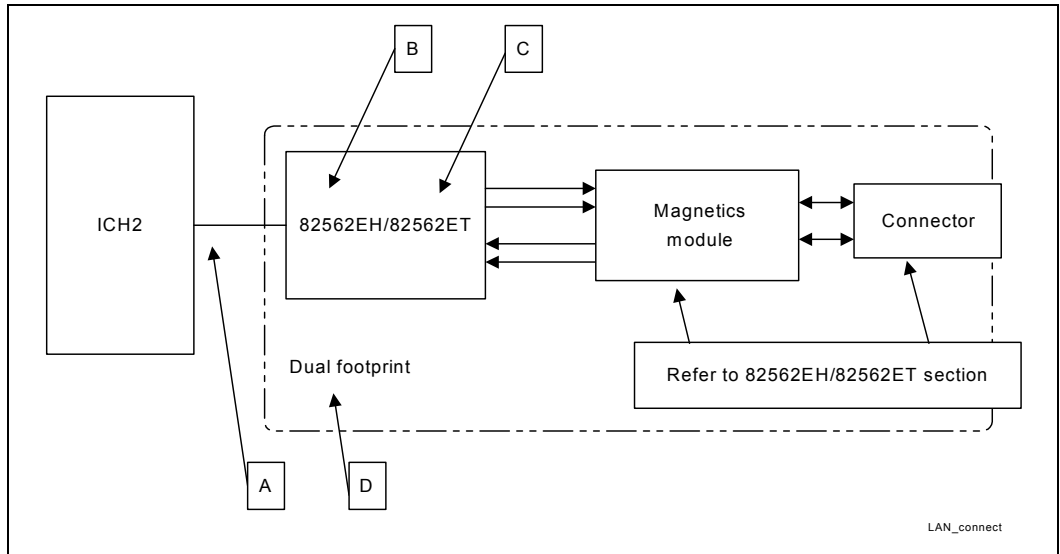 B
C
ICH2
82562EH/82562ET
Magnetics
module
Connector
Dual footprint
Refer to 82562EH/82562ET section
A
D
LAN_connect